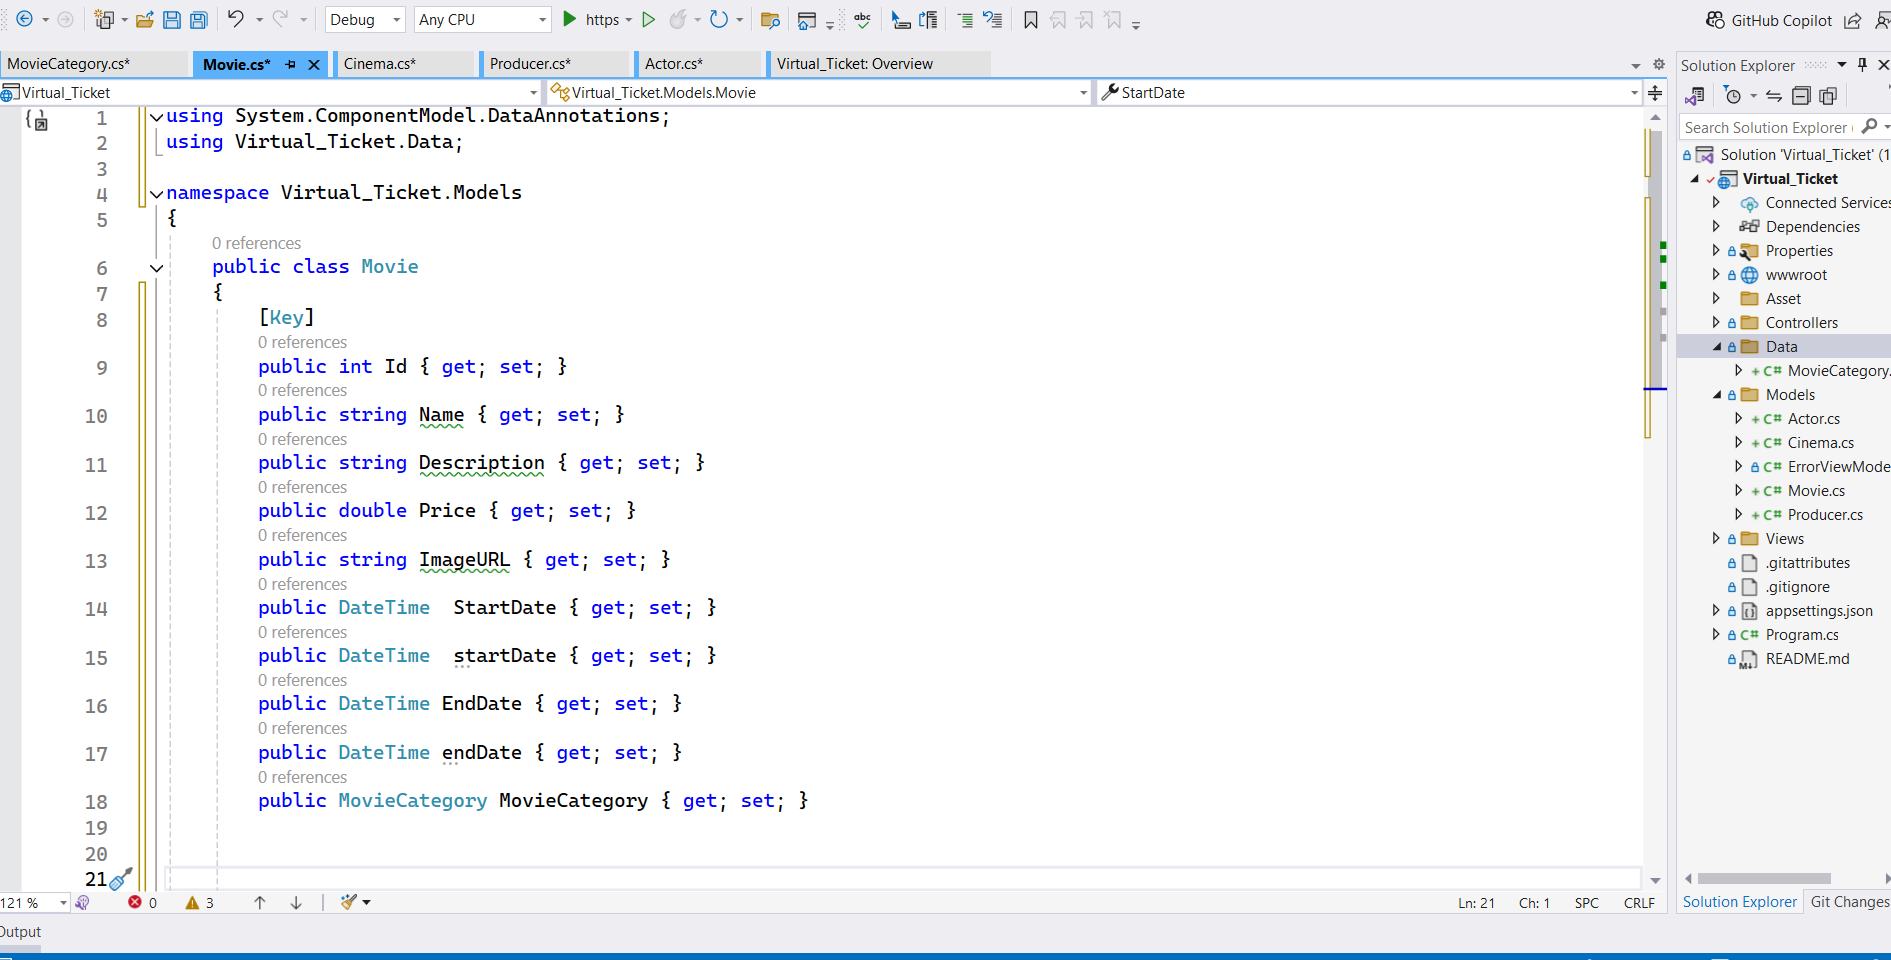 Debug Any CPU https abc GitHub Copilot
MovieCategory.cs* Movie.cs* Cinema.cs* Producer.cs* Actor.cs* Virtual_Ticket: Overview
Virtual_Ticket Virtual_Ticket.Models.Movie StartDate
1 using System.ComponentModel.DataAnnotations;
2 using Virtual_Ticket.Data;
3
4 namespace Virtual_Ticket.Models
5 {
0 references
6 public class Movie
7 {
8 [Key]
0 references
9 public int Id { get; set; }
0 references
10 public string Name { get; set; }
0 references
11 public string Description { get; set; }
0 references
12 public double Price { get; set; }
0 references
13 public string ImageURL { get; set; }
0 references
14 public DateTime  StartDate { get; set; }
0 references
15 public DateTime  startDate { get; set; }
0 references
16 public DateTime EndDate { get; set; }
0 references
17 public DateTime endDate { get; set; }
0 references
18 public MovieCategory MovieCategory { get; set; }
19
20
21
121 % 0 3 Ln: 21 Ch: 1 SPC CRLF
Output
Solution Explorer
Search Solution Explorer (
Solution 'Virtual_Ticket' (1
Virtual_Ticket
Connected Services
Dependencies
Properties
wwwroot
Asset
Controllers
Data
+ C# MovieCategory.
Models
+ C# Actor.cs
+ C# Cinema.cs
C# ErrorViewMode
+ C# Movie.cs
+ C# Producer.cs
Views
.gitattributes
.gitignore
appsettings.json
C# Program.cs
README.md
Solution Explorer Git Changes